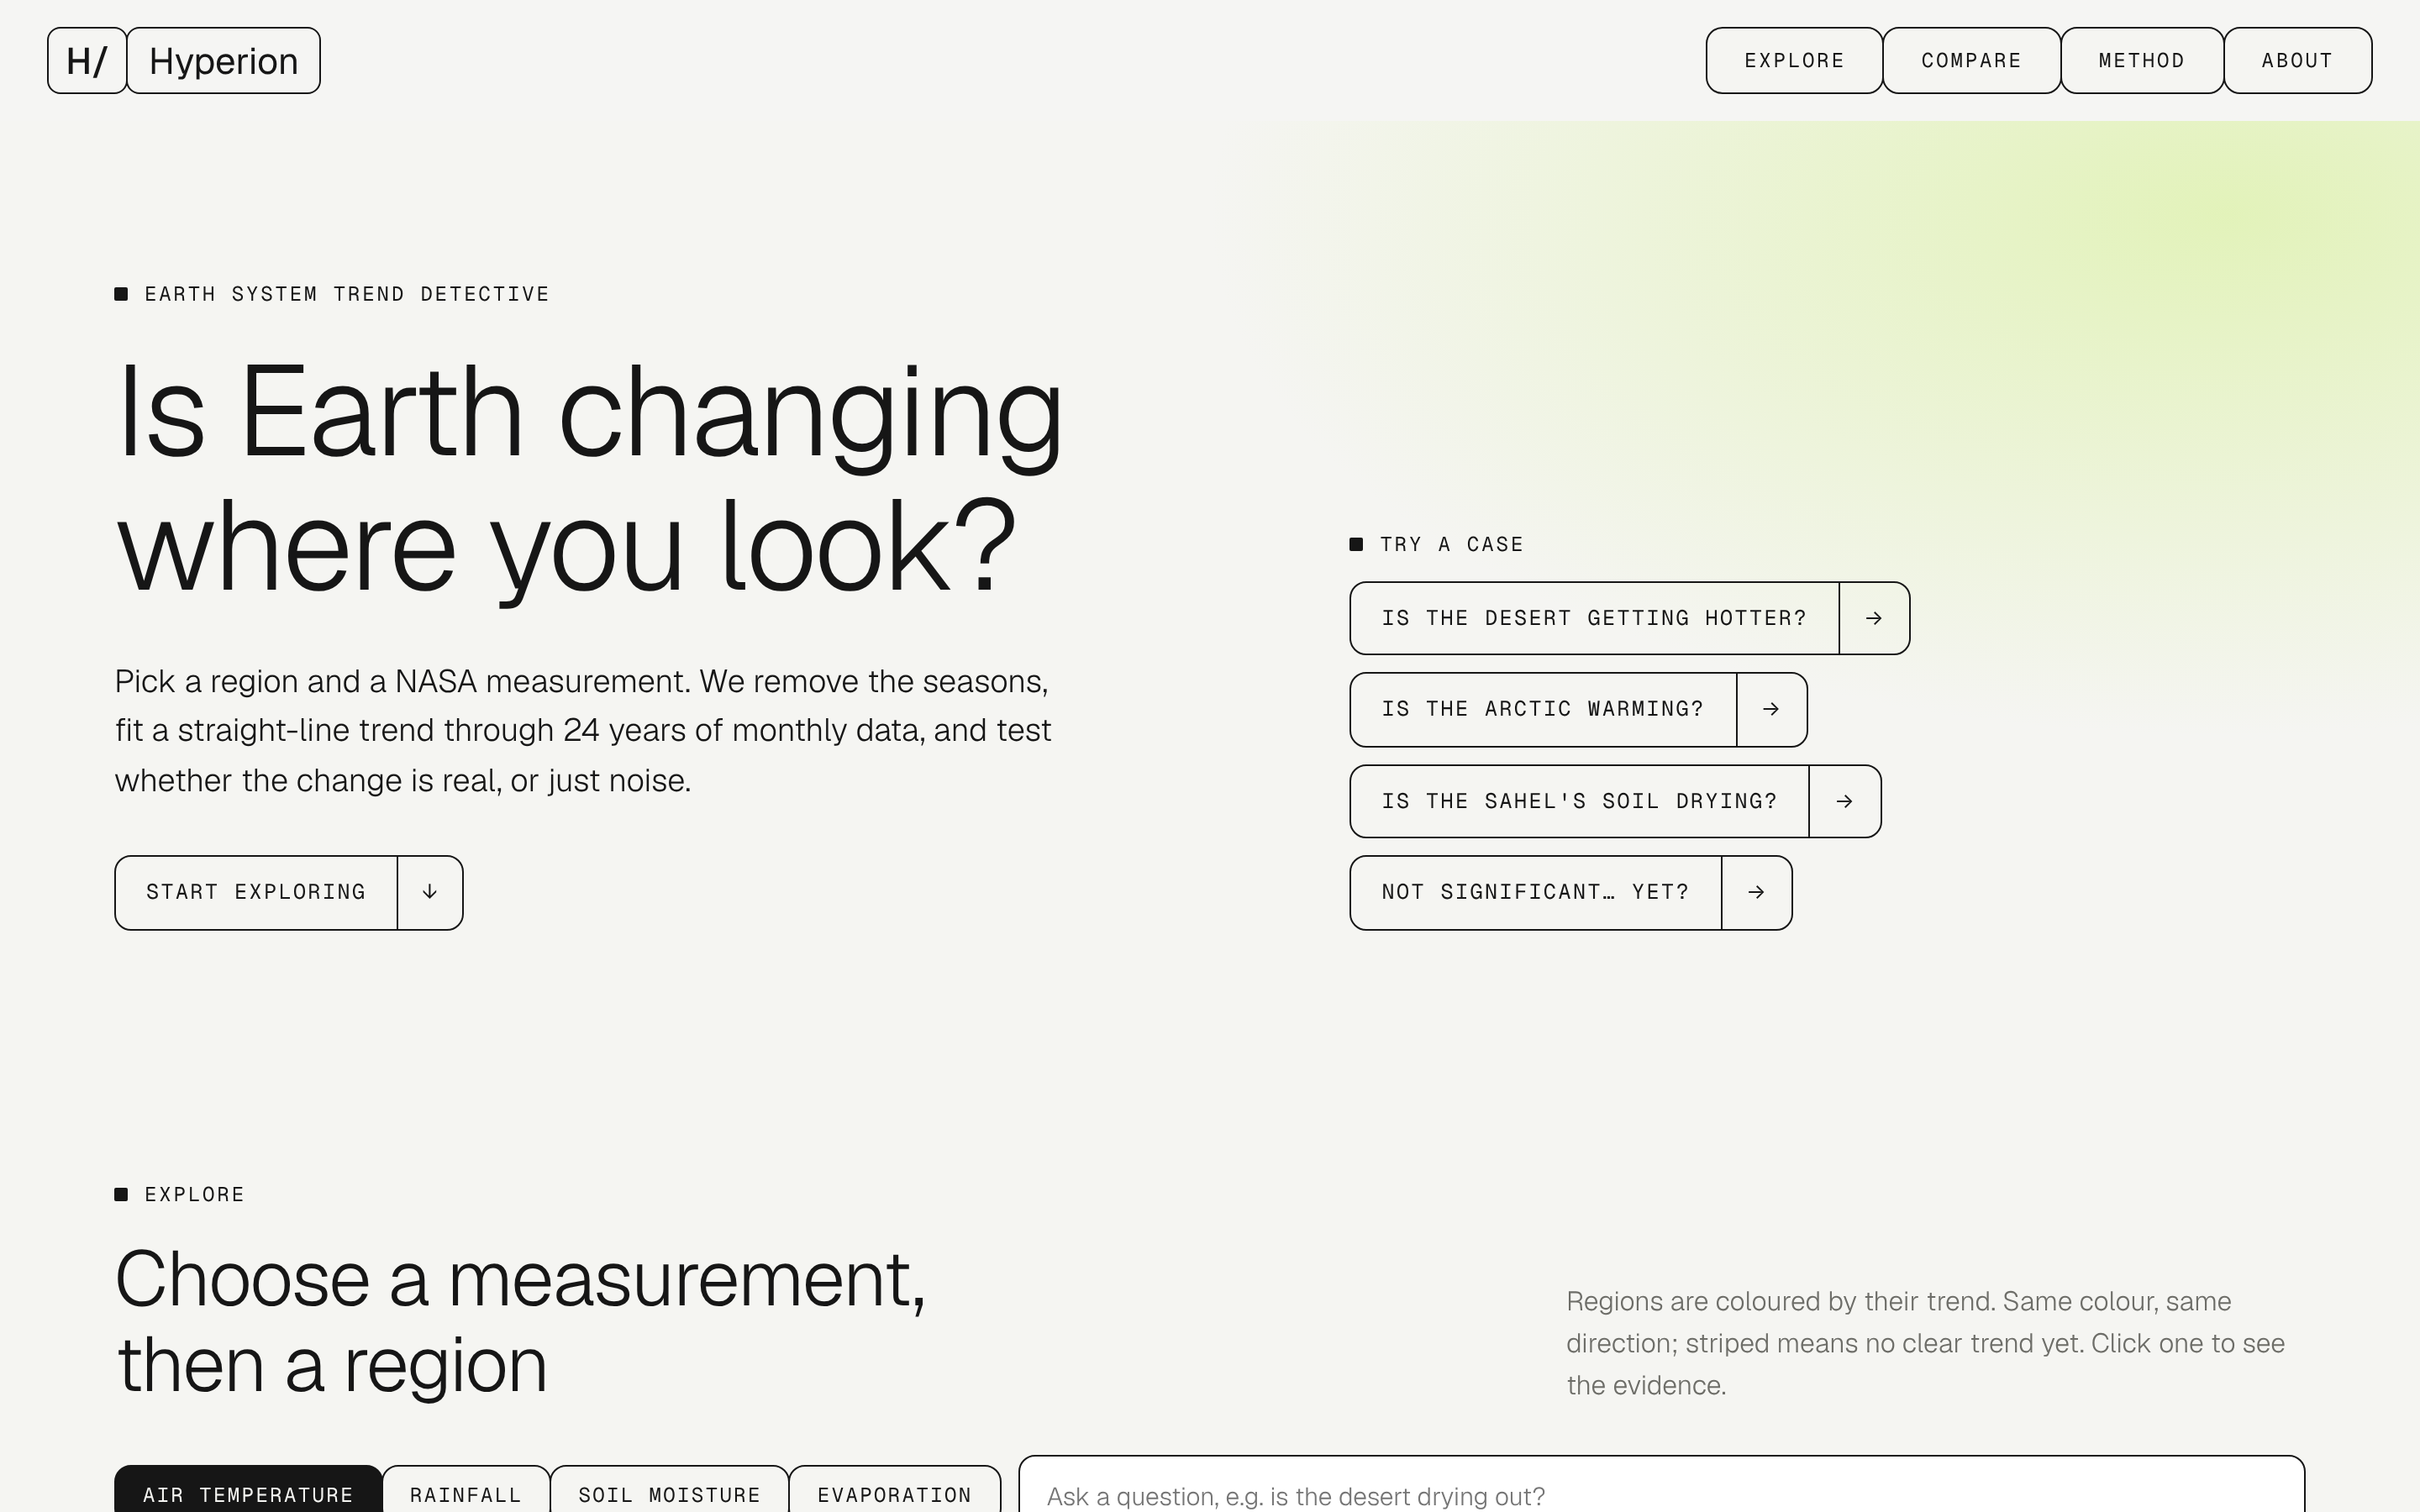 H/ Hyperion
EXPLORE COMPARE METHOD ABOUT
EARTH SYSTEM TREND DETECTIVE
Is Earth changing
where you look?
Pick a region and a NASA measurement. We remove the seasons,
fit a straight-line trend through 24 years of monthly data, and test
whether the change is real, or just noise.
START EXPLORING ↓
TRY A CASE
IS THE DESERT GETTING HOTTER? →
IS THE ARCTIC WARMING? →
IS THE SAHEL'S SOIL DRYING? →
NOT SIGNIFICANT… YET? →
EXPLORE
Choose a measurement,
then a region
Regions are coloured by their trend. Same colour, same
direction; striped means no clear trend yet. Click one to see
the evidence.
AIR TEMPERATURE RAINFALL SOIL MOISTURE EVAPORATION
Ask a question, e.g. is the desert drying out?